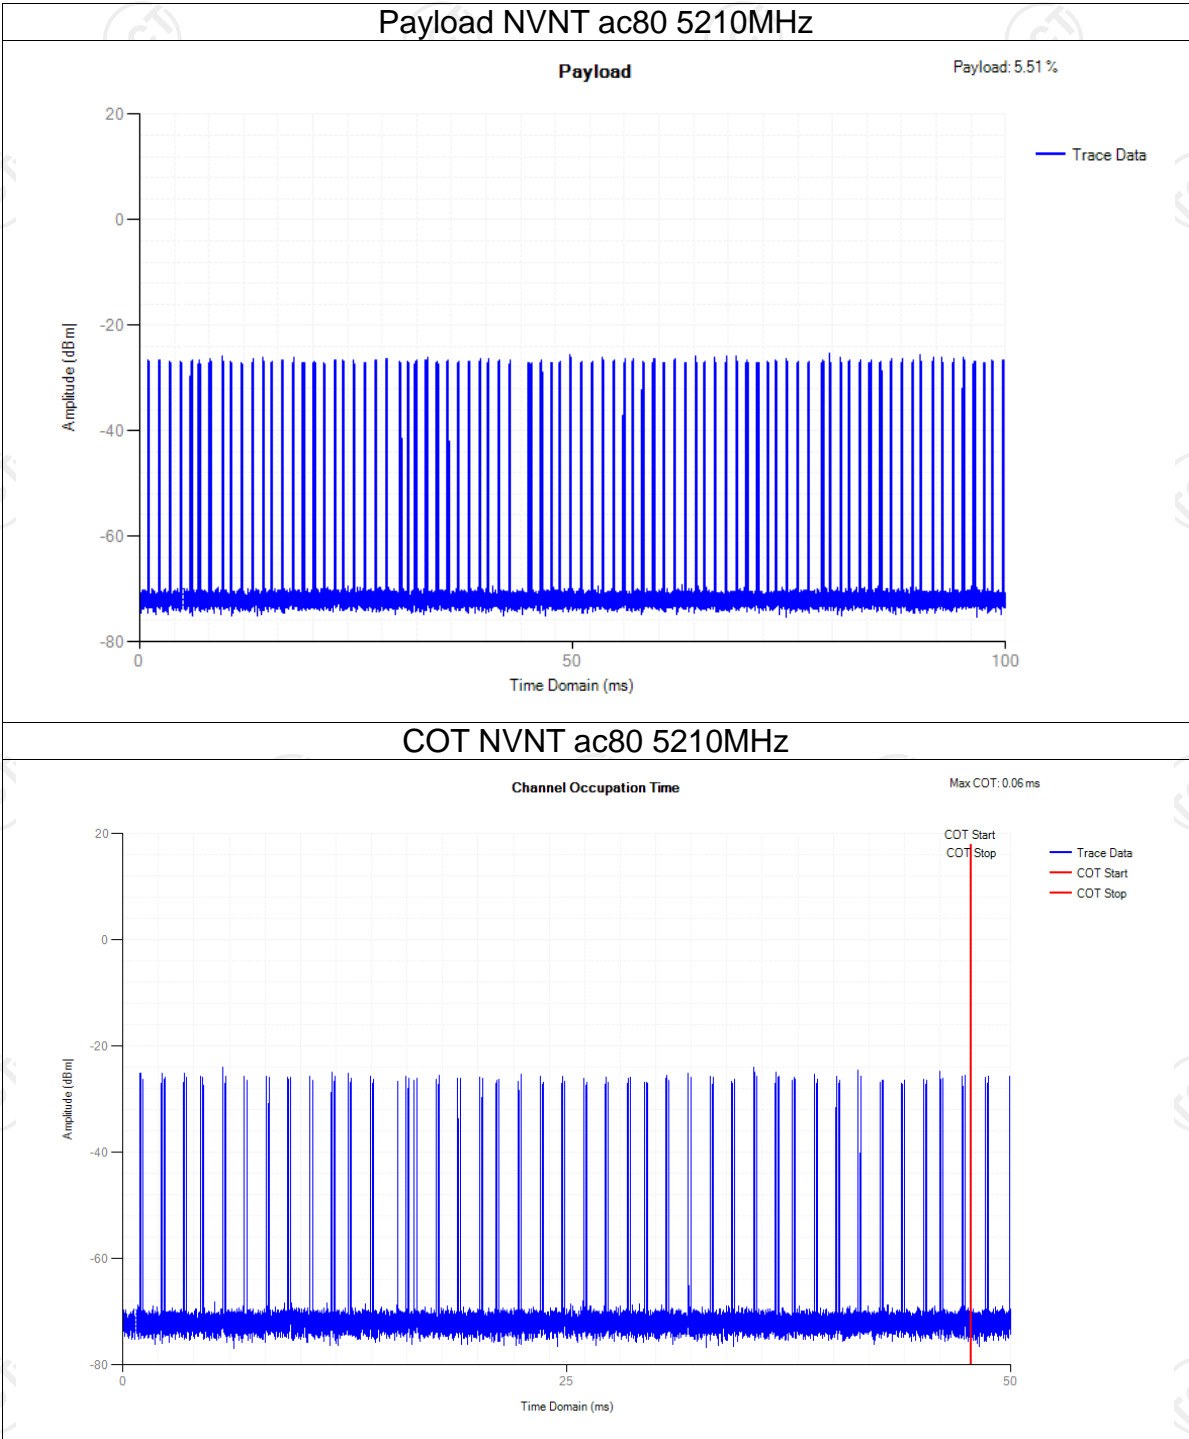 Payload NVNT ac80 5210MHz
Payload
Payload: 5.51 %
20
0
-20
-40
-60
-80
Amplitude [dBm]
Trace Data
0
50
100
Time Domain (ms)
COT NVNT ac80 5210MHz
Channel Occupation Time
Max COT: 0.06 ms
COT Start
COT Stop
20
0
-20
-40
-60
-80
Amplitude [dBm]
Trace Data
COT Start
COT Stop
0
25
50
Time Domain (ms)